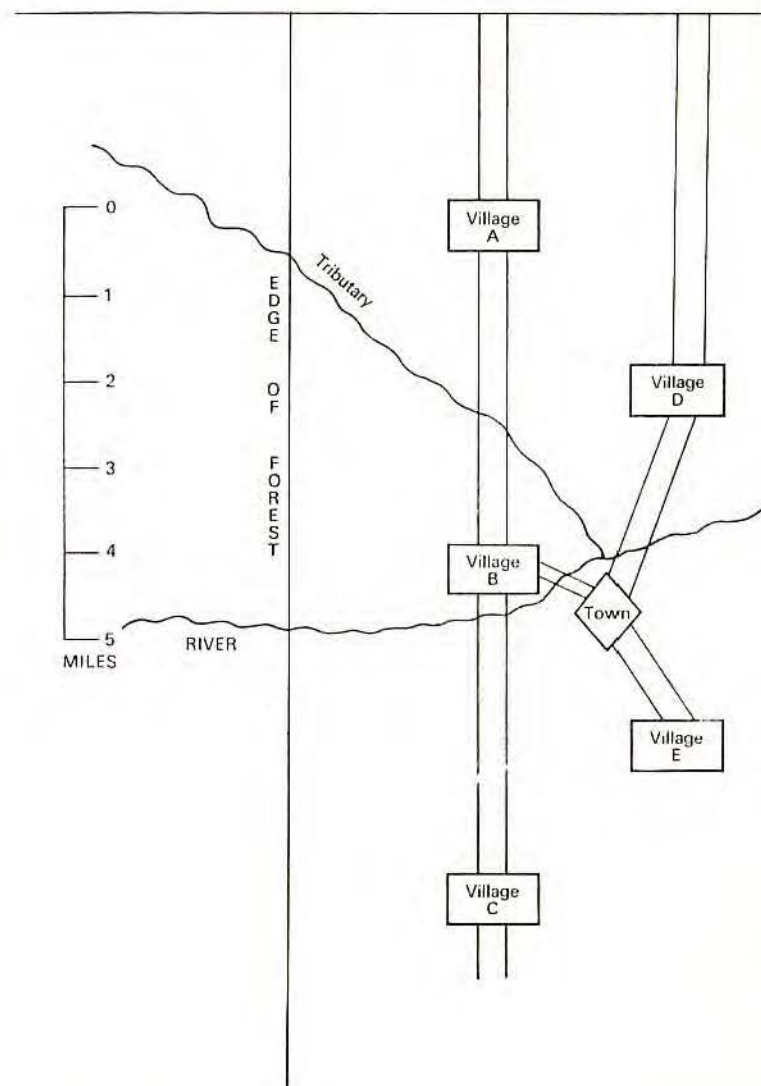 0
1
2
3
4
5
MILES
RIVER
EDGE OF FOREST
Tributary
Village
A
Village
B
Village
C
Village
D
Town
Village
E